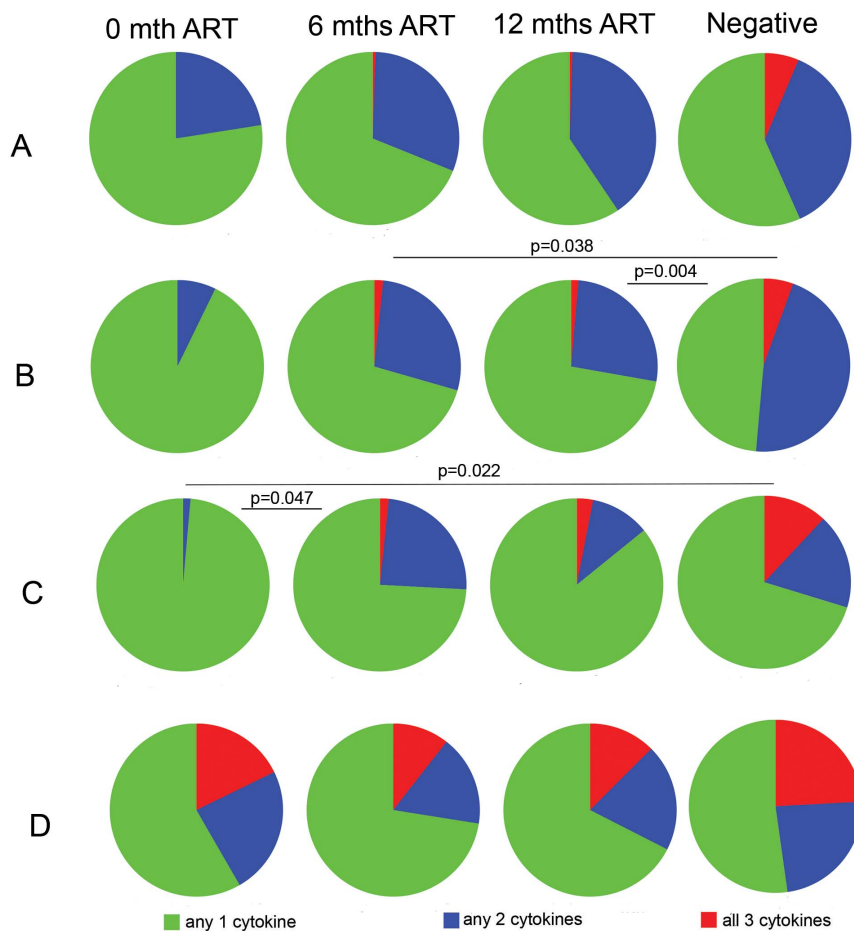 0 mth ART 6 mths ART 12 mths ART Negative
A
p=0.038
p=0.004
B
p=0.022
p=0.047
C
D
any 1 cytokine any 2 cytokines all 3 cytokines